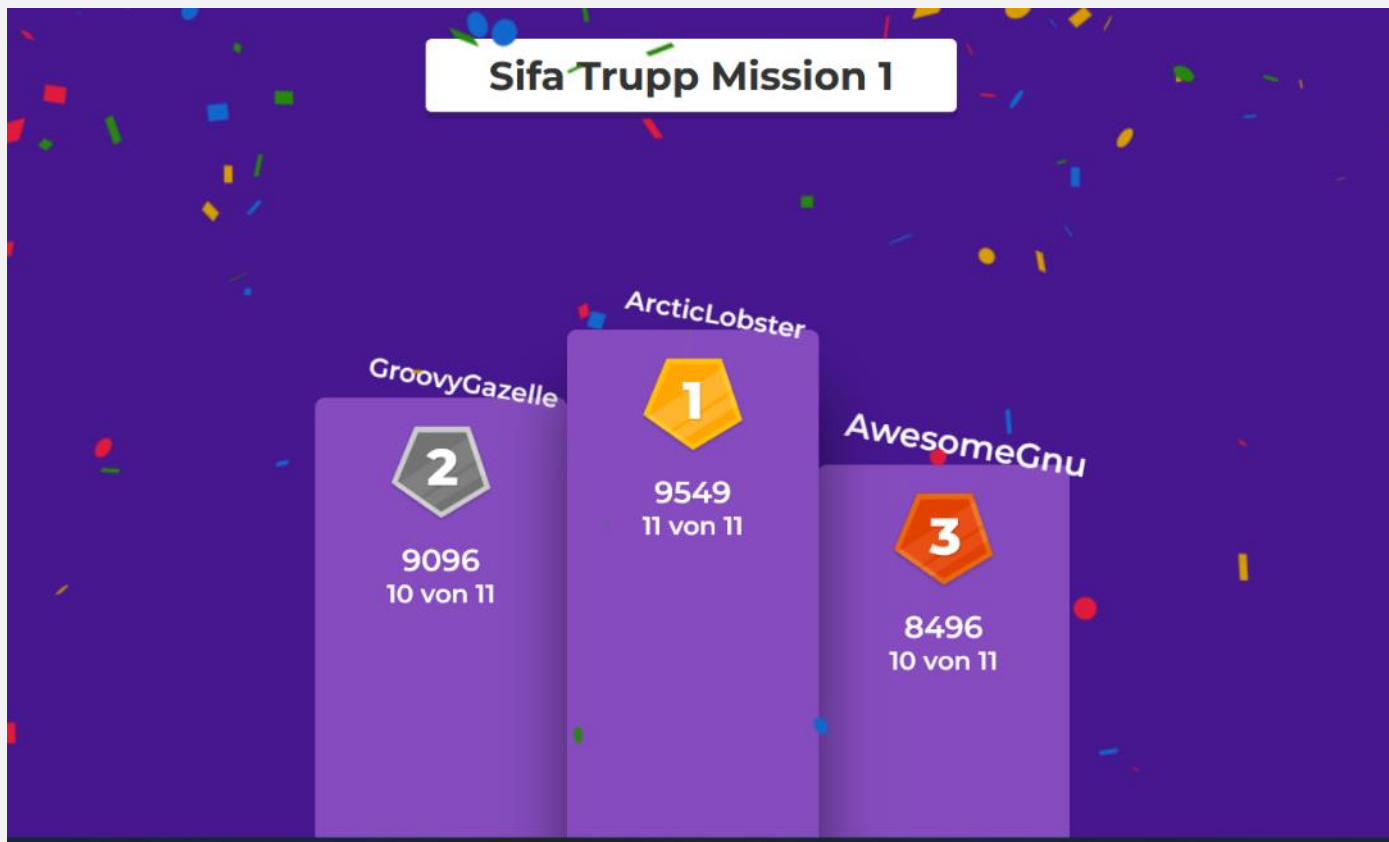 Sifa Trupp Mission 1
ArcticLobster
1
9549
11 von 11
GroovyGazelle
2
9096
10 von 11
AwesomeGnu
3
8496
10 von 11